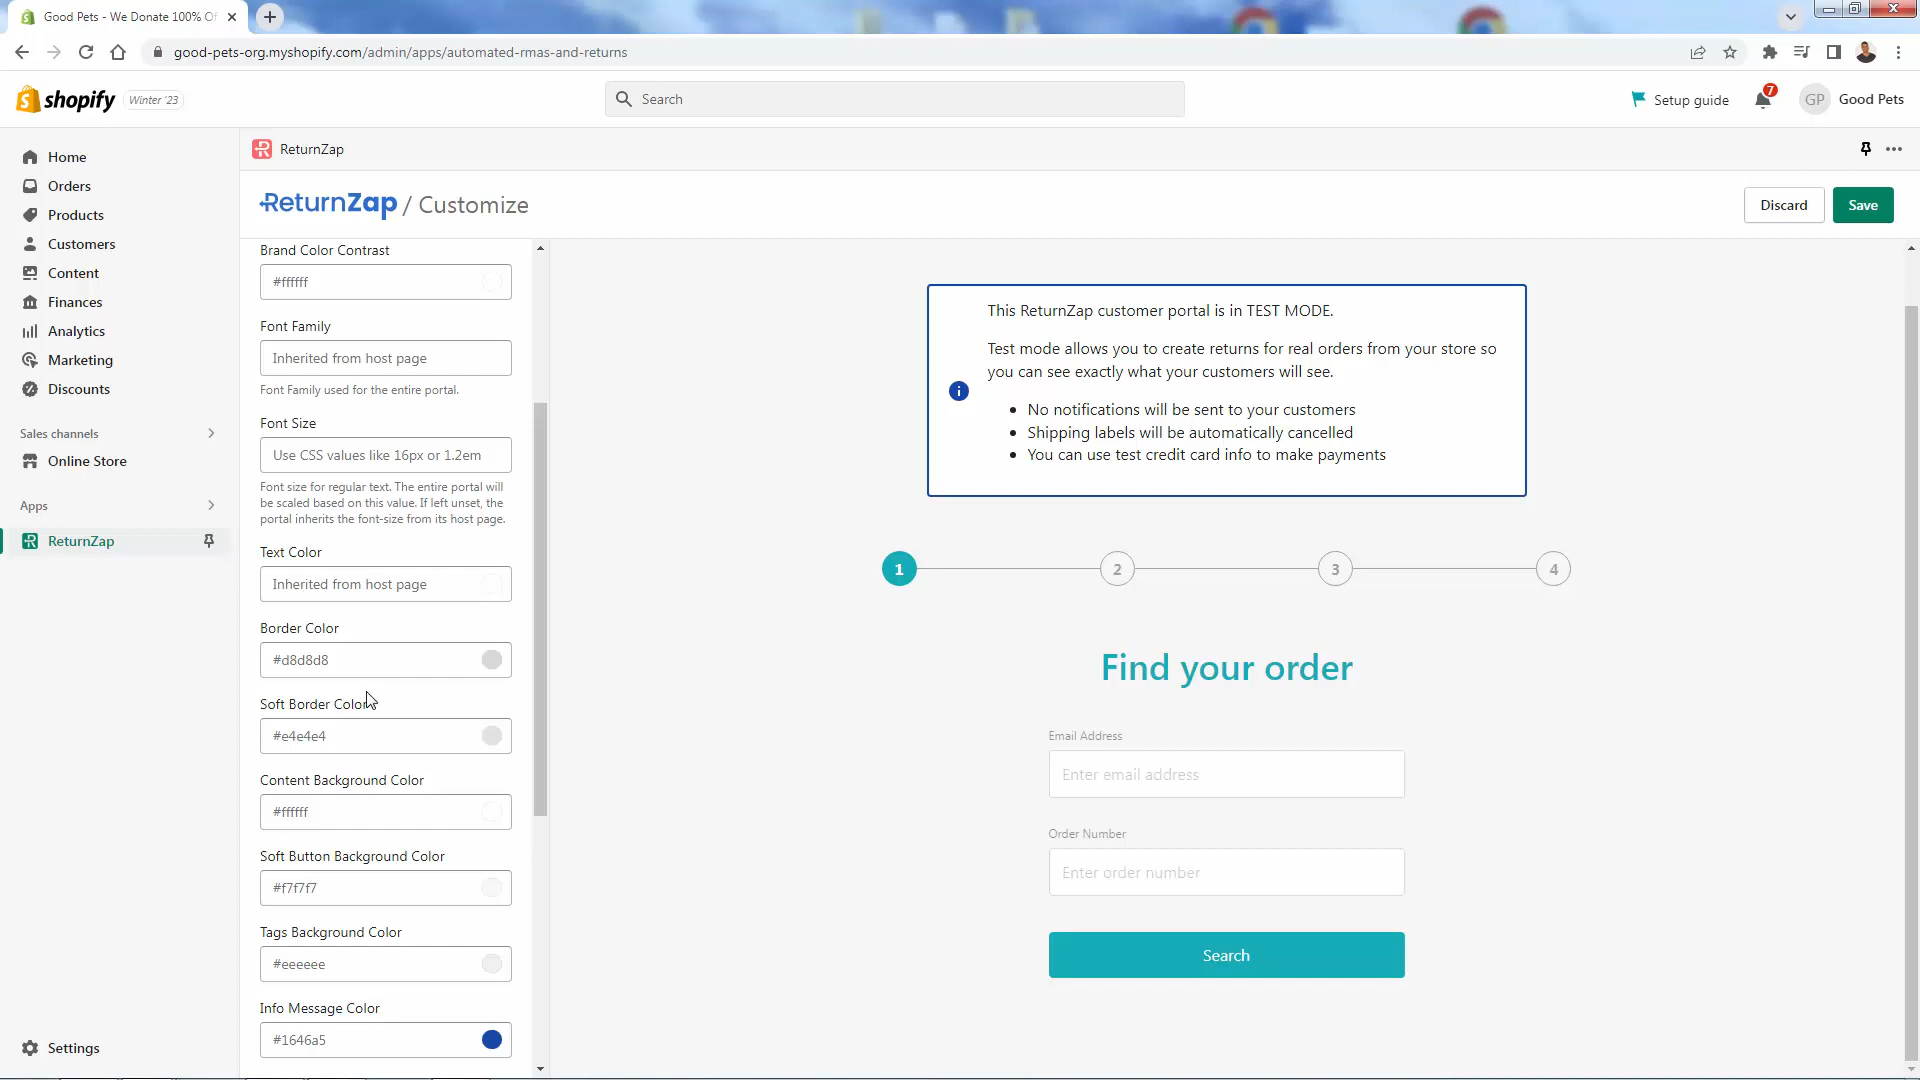 Good Pets - We Donate 100% Of
good-pets-org.myshopify.com/admin/apps/automated-rmas-and-returns
shopify
Winter '23
Search
Setup guide
7
GP
Good Pets
Home
Orders
Products
Customers
Content
Finances
Analytics
Marketing
Discounts
Sales channels
Online Store
Apps
ReturnZap
Settings
ReturnZap
ReturnZap / Customize
Discard
Save
Brand Color Contrast
#ffffff
Font Family
Inherited from host page
Font Family used for the entire portal.
Font Size
Use CSS values like 16px or 1.2em
Font size for regular text. The entire portal will
be scaled based on this value. If left unset, the
portal inherits the font-size from its host page.
Text Color
Inherited from host page
Border Color
#d8d8d8
Soft Border Color
#e4e4e4
Content Background Color
#ffffff
Soft Button Background Color
#f7f7f7
Tags Background Color
#eeeeee
Info Message Color
#1646a5
This ReturnZap customer portal is in TEST MODE.
Test mode allows you to create returns for real orders from your store so
you can see exactly what your customers will see.
No notifications will be sent to your customers
Shipping labels will be automatically cancelled
You can use test credit card info to make payments
1
2
3
4
Find your order
Email Address
Enter email address
Order Number
Enter order number
Search